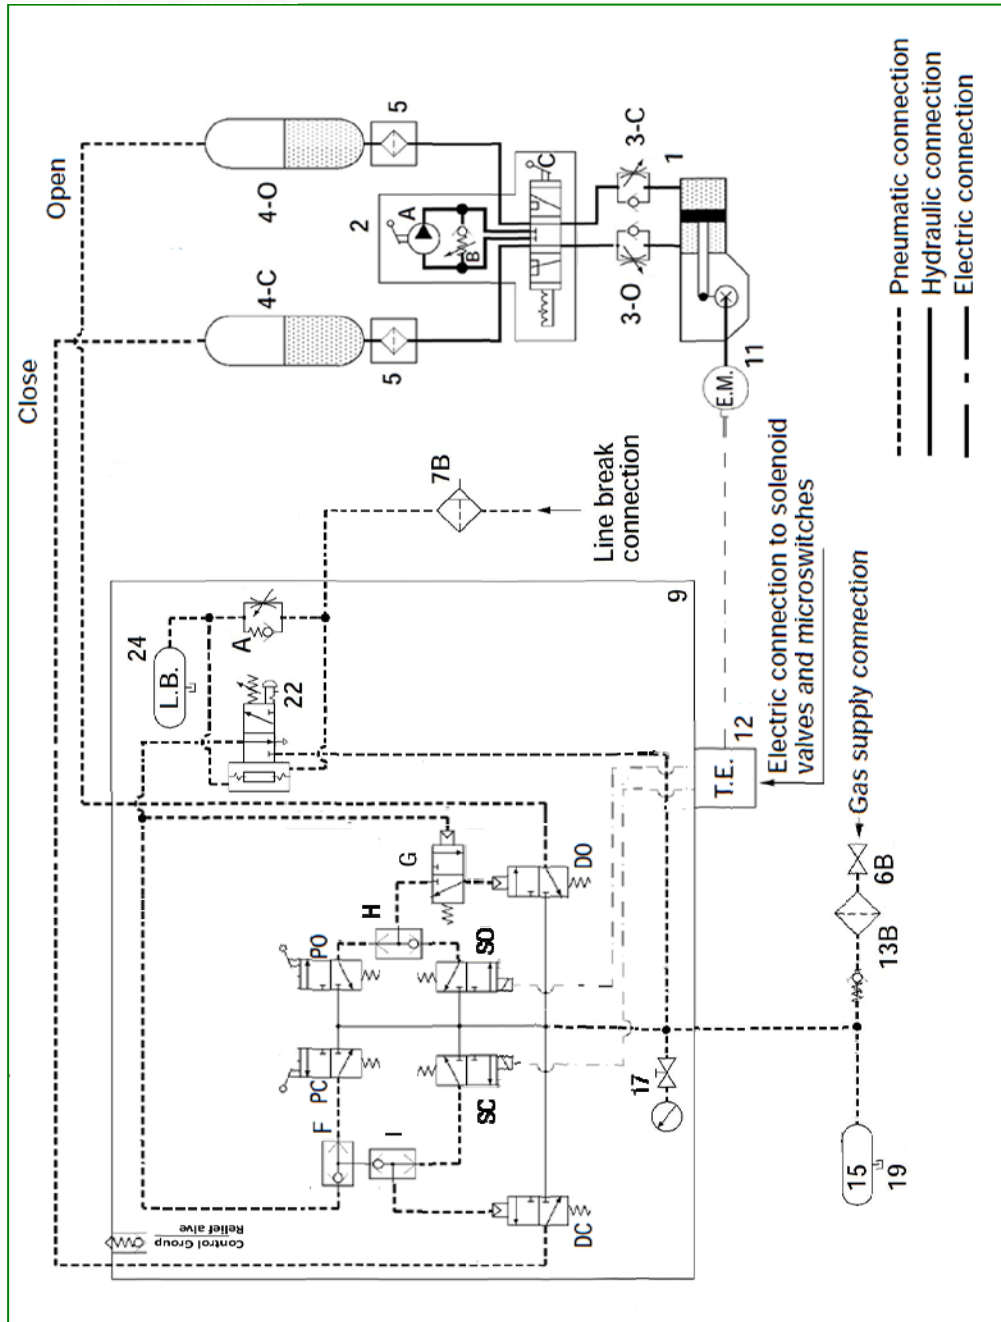 Open
Close
4-O
4-C
5
5
2
A
B
C
3-C
3-O
1
E.M.
11
7B
Line break
connection
24
L.B.
A
22
9
G
H
PO
SO
DO
PC
SC
F
I
DC
17
T.E.
12
Electric connection to solenoid
valves and microswitches
Gas supply connection
6B
13B
15
19
Control Group
Relief alve
Pneumatic connection
Hydraulic connection
Electric connection